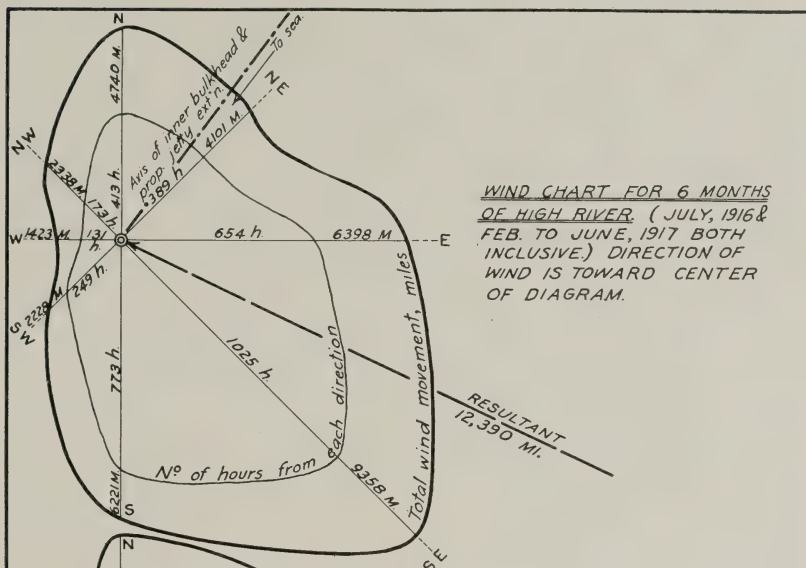 N
4740 M.
413 h.
Axis of inner bulkhead &
prop. jetty ext'n.
To sea.
NE
4101 M.
389 h
NW
2338 M.
173 h
W
1423 M.
131
h.
654 h.
6398 M
E
249 h.
2228 M.
SW
773 h.
6221 M.
S
1025 h.
9358 M.
SE
Nº of hours from each direction
Total wind movement, miles
RESULTANT
12,390 MI.
WIND CHART FOR 6 MONTHS
OF HIGH RIVER. (JULY, 1916 &
FEB. TO JUNE, 1917 BOTH
INCLUSIVE.) DIRECTION OF
WIND IS TOWARD CENTER
OF DIAGRAM.
N